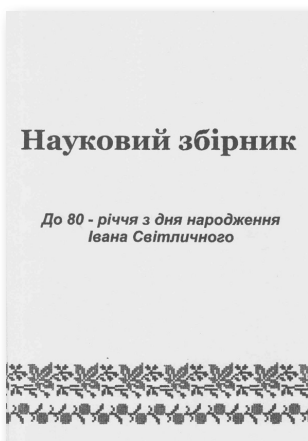 Науковий збірник
До 80 - річчя з дня народження
Івана Світличного